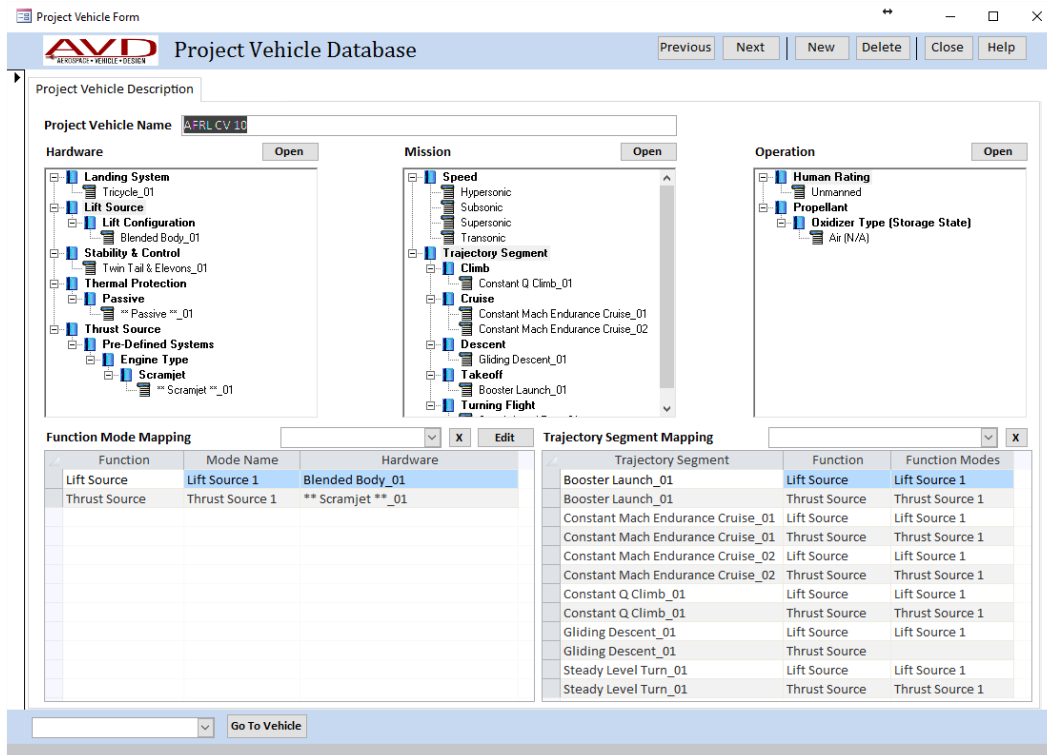 Project Vehicle Form
AVD
AEROSPACE • VEHICLE • DESIGN
Project Vehicle Database
Previous Next New Delete Close Help
Project Vehicle Description
Project Vehicle Name AFRL CV 10
Hardware Open
Landing System
Tricycle_01
Lift Source
Lift Configuration
Blended Body_01
Stability & Control
Twin Tail & Elevons_01
Thermal Protection
Passive
** Passive **_01
Thrust Source
Pre-Defined Systems
Engine Type
Scramjet
** Scramjet **_01
Mission Open
Speed
Hypersonic
Subsonic
Supersonic
Transonic
Trajectory Segment
Climb
Constant Q Climb_01
Cruise
Constant Mach Endurance Cruise_01
Constant Mach Endurance Cruise_02
Descent
Gliding Descent_01
Takeoff
Booster Launch_01
Turning Flight
Operation Open
Human Rating
Unmanned
Propellant
Oxidizer Type (Storage State)
Air (N/A)
Function Mode Mapping X Edit
Function Mode Name Hardware
Lift Source Lift Source 1 Blended Body_01
Thrust Source Thrust Source 1 ** Scramjet **_01
Trajectory Segment Mapping X
Trajectory Segment Function Function Modes
Booster Launch_01 Lift Source Lift Source 1
Booster Launch_01 Thrust Source Thrust Source 1
Constant Mach Endurance Cruise_01 Lift Source Lift Source 1
Constant Mach Endurance Cruise_01 Thrust Source Thrust Source 1
Constant Mach Endurance Cruise_02 Lift Source Lift Source 1
Constant Mach Endurance Cruise_02 Thrust Source Thrust Source 1
Constant Q Climb_01 Lift Source Lift Source 1
Constant Q Climb_01 Thrust Source Thrust Source 1
Gliding Descent_01 Lift Source Lift Source 1
Gliding Descent_01 Thrust Source
Steady Level Turn_01 Lift Source Lift Source 1
Steady Level Turn_01 Thrust Source Thrust Source 1
Go To Vehicle